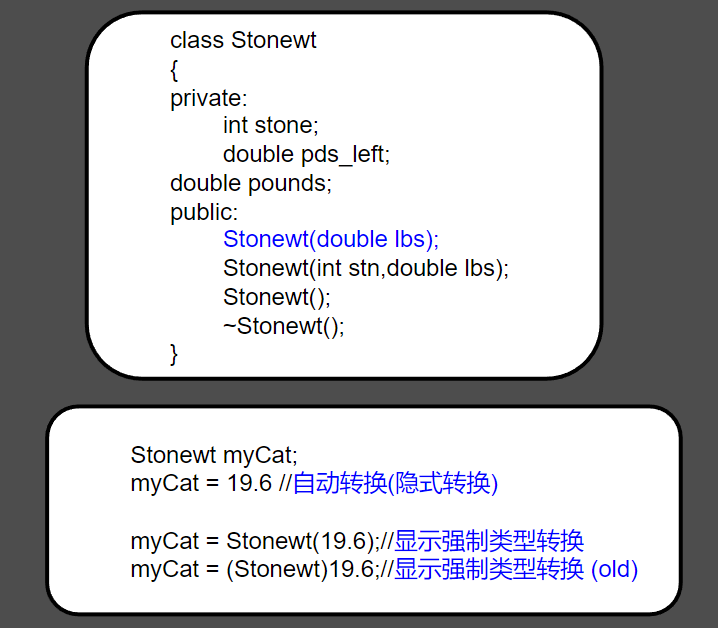 class Stonewt
{
private:
int stone;
double pds_left;
double pounds;
public:
Stonewt(double lbs);
Stonewt(int stn,double lbs);
Stonewt();
~Stonewt();
}
Stonewt myCat;
myCat = 19.6 //自动转换(隐式转换)
myCat = Stonewt(19.6);//显示强制类型转换
myCat = (Stonewt)19.6;//显示强制类型转换 (old)